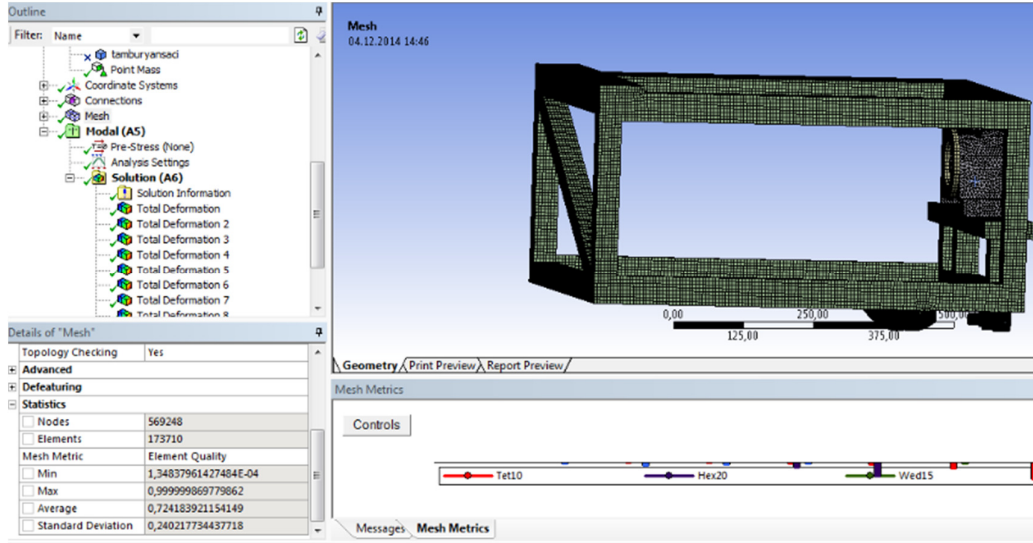 Outline
Filter: Name
tamburyansaci
Point Mass
Coordinate Systems
Connections
Mesh
Modal (A5)
Pre-Stress (None)
Analysis Settings
Solution (A6)
Solution Information
Total Deformation
Total Deformation 2
Total Deformation 3
Total Deformation 4
Total Deformation 5
Total Deformation 6
Total Deformation 7
Total Deformation 8
Details of "Mesh"
Topology Checking Yes
Advanced
Defeaturing
Statistics
Nodes 569248
Elements 173710
Mesh Metric Element Quality
Min 1,34837961427484E-04
Max 0,999999869779862
Average 0,724183921154149
Standard Deviation 0,240217734437718
Mesh
04.12.2014 14:46
0,00 250,00 500,00
125,00 375,00
Geometry Print Preview Report Preview
Mesh Metrics
Controls
Tet10 Hex20 Wed15
Messages Mesh Metrics